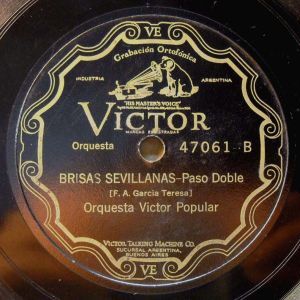 VE
Grabación Ortofónica
INDUSTRIA ARGENTINA
"HIS MASTER'S VOICE"
VICTOR
MARCAS REGISTRADAS
Orquesta 47061-B
BRISAS SEVILLANAS-Paso Doble
[F. A. Garcia Teresa]
Orquesta Victor Popular
VICTOR TALKING MACHINE CO.
SUCURSAL ARGENTINA,
BUENOS AIRES
VE